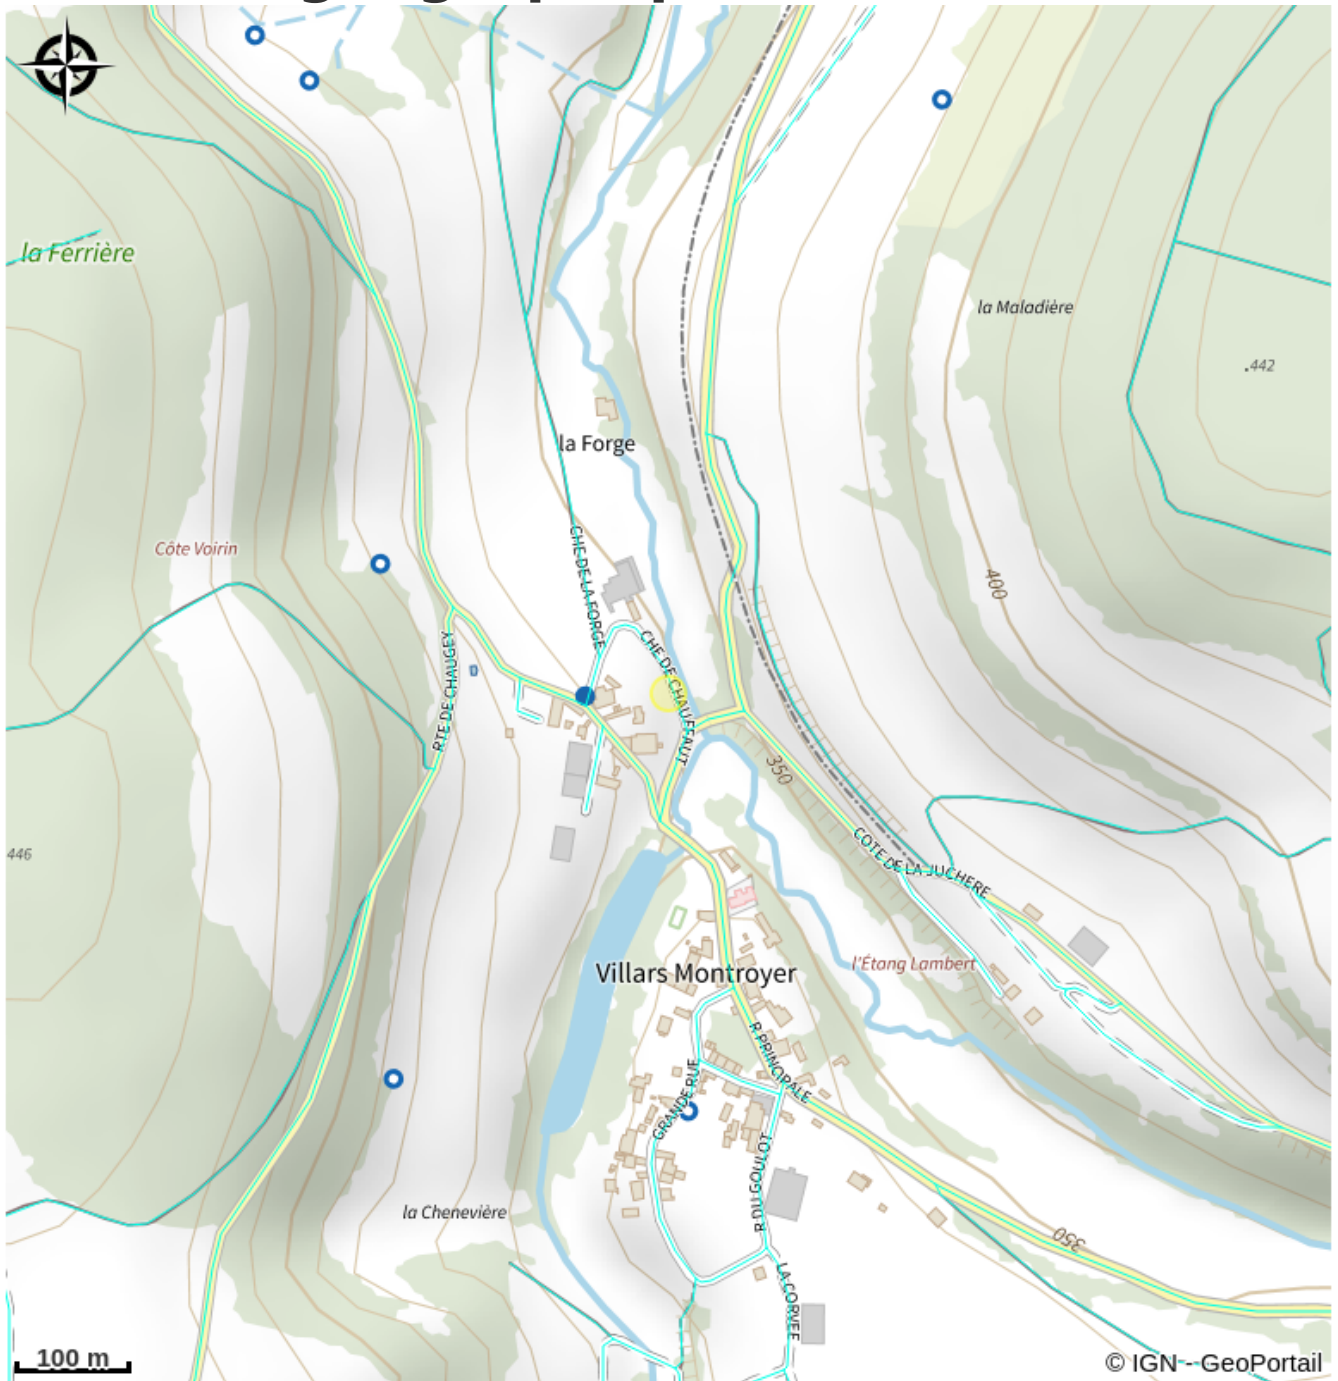 la Ferrière
la Maladière
.442
la Forge
CHE DE LA FORGE
Côte Voirin
400
RTE DE CHAUGEY
CHE DE CHAUFFAUT
350
446
COTE DE LA JUCHERE
l'Étang Lambert
Villars Montroyer
R PRINCIPALE
GRANDE RUE
R DU GOULOT
la Chenevière
350
LA CORVEE
100 m
© IGN - GeoPortail